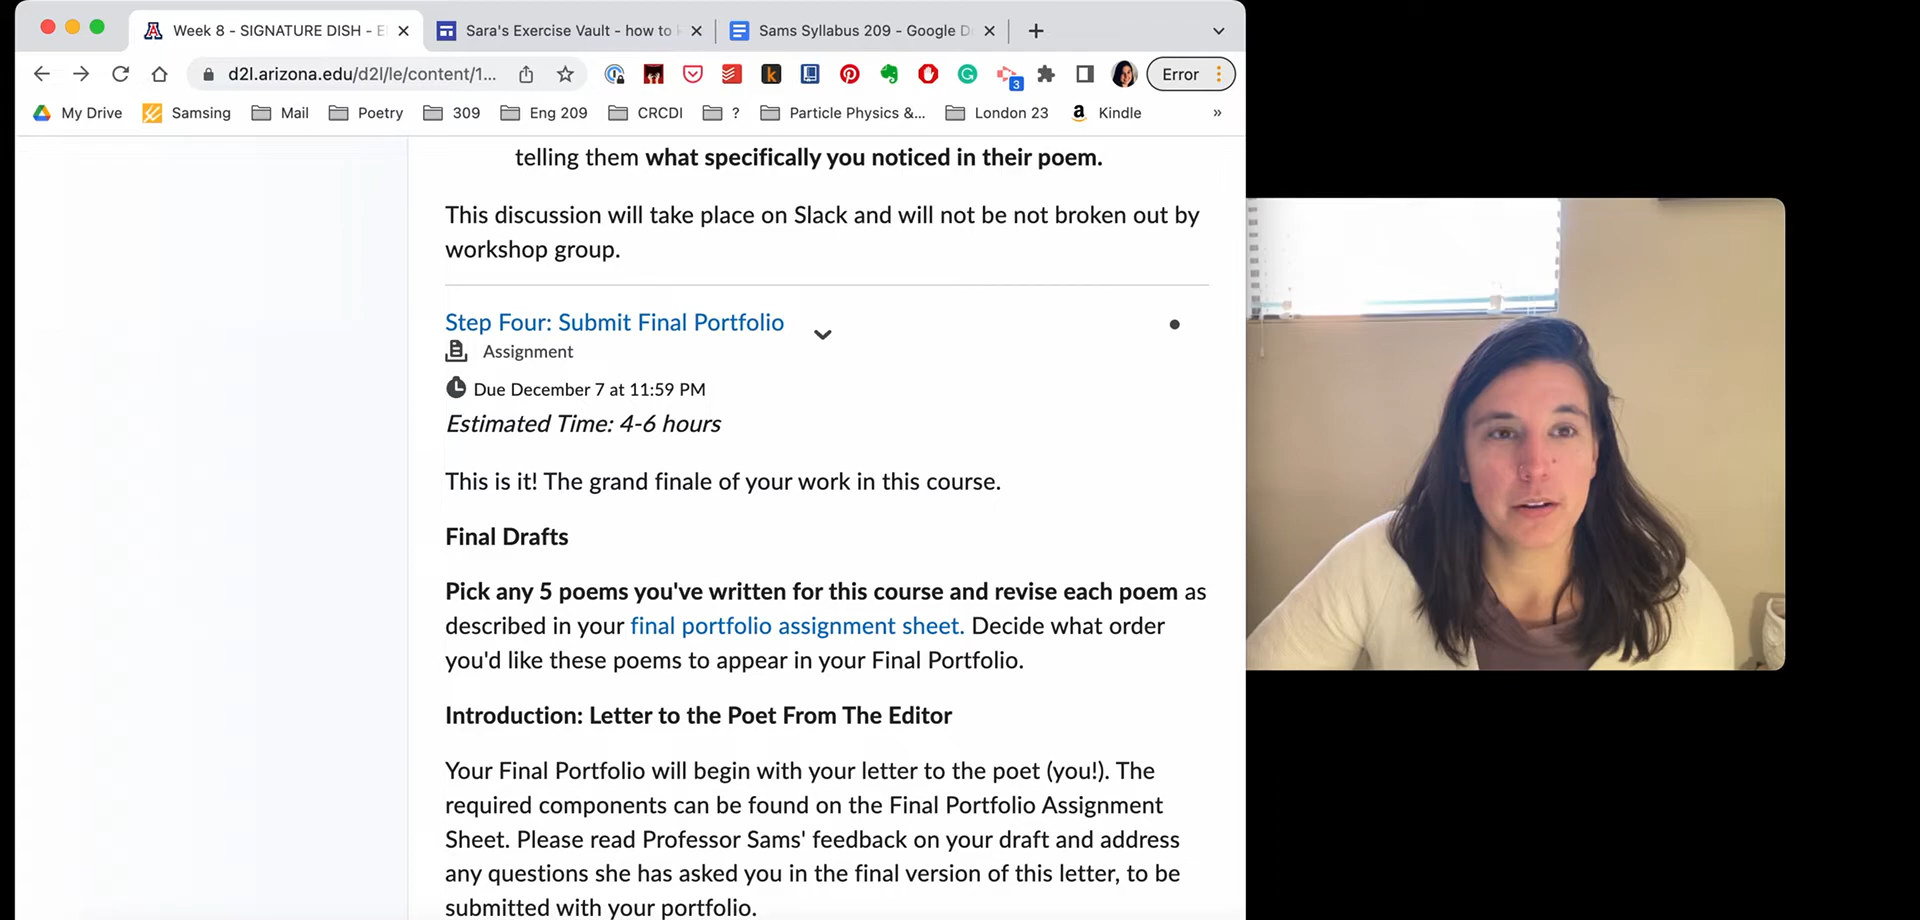 Week 8 - SIGNATURE DISH - E
Sara's Exercise Vault - how to
Sams Syllabus 209 - Google D
d2l.arizona.edu/d2l/le/content/1...
3
Error
My Drive
Samsing
Mail
Poetry
309
Eng 209
CRCDI
?
Particle Physics &...
London 23
Kindle
»
telling them what specifically you noticed in their poem.
This discussion will take place on Slack and will not be not broken out by
workshop group.
Step Four: Submit Final Portfolio
Assignment
Due December 7 at 11:59 PM
Estimated Time: 4-6 hours
This is it! The grand finale of your work in this course.
Final Drafts
Pick any 5 poems you've written for this course and revise each poem as
described in your final portfolio assignment sheet. Decide what order
you'd like these poems to appear in your Final Portfolio.
Introduction: Letter to the Poet From The Editor
Your Final Portfolio will begin with your letter to the poet (you!). The
required components can be found on the Final Portfolio Assignment
Sheet. Please read Professor Sams' feedback on your draft and address
any questions she has asked you in the final version of this letter, to be
submitted with your portfolio.